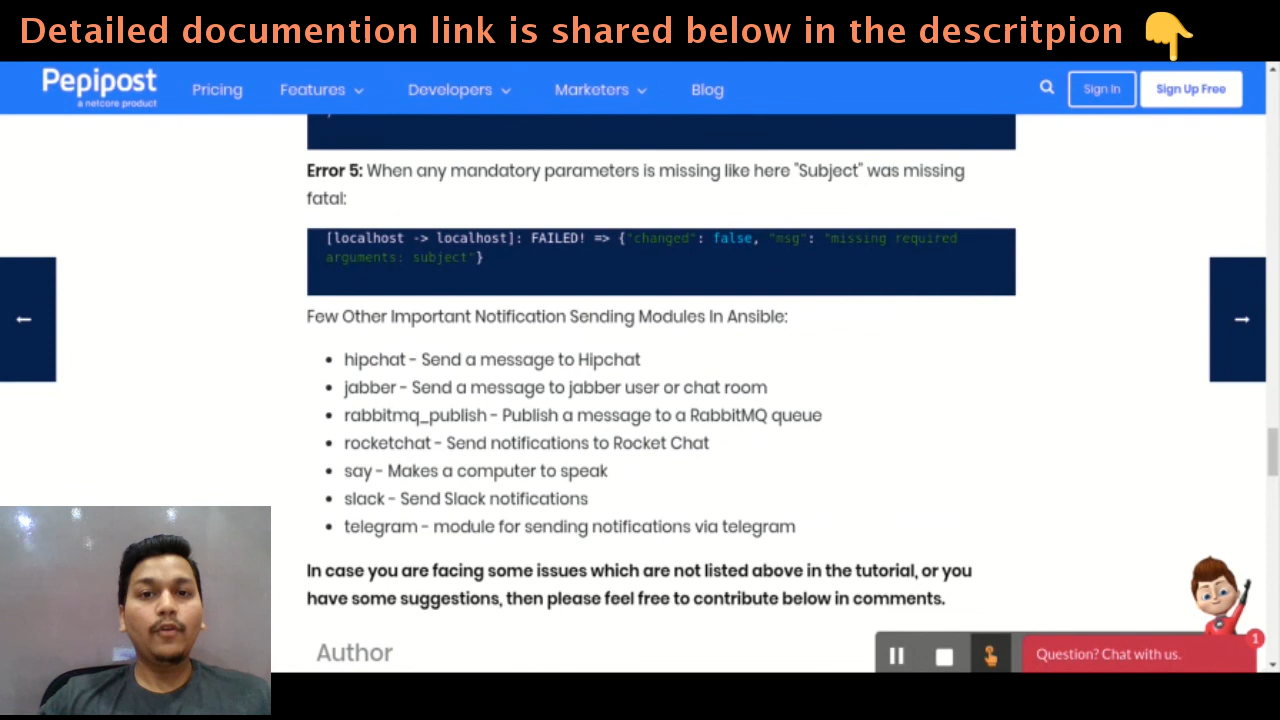 Detailed documention link is shared below in the descritpion
Pepipost
a netcore product
Pricing
Features
Developers
Marketers
Blog
Sign In
Sign Up Free
Error 5: When any mandatory parameters is missing like here "Subject" was missing
fatal:
[localhost -> localhost]: FAILED! => {"changed": false, "msg": "missing required
arguments: subject"}
Few Other Important Notification Sending Modules In Ansible:
hipchat - Send a message to Hipchat
jabber - Send a message to jabber user or chat room
rabbitmq_publish - Publish a message to a RabbitMQ queue
rocketchat - Send notifications to Rocket Chat
say - Makes a computer to speak
slack - Send Slack notifications
telegram - module for sending notifications via telegram
In case you are facing some issues which are not listed above in the tutorial, or you
have some suggestions, then please feel free to contribute below in comments.
Author
Question? Chat with us.
1